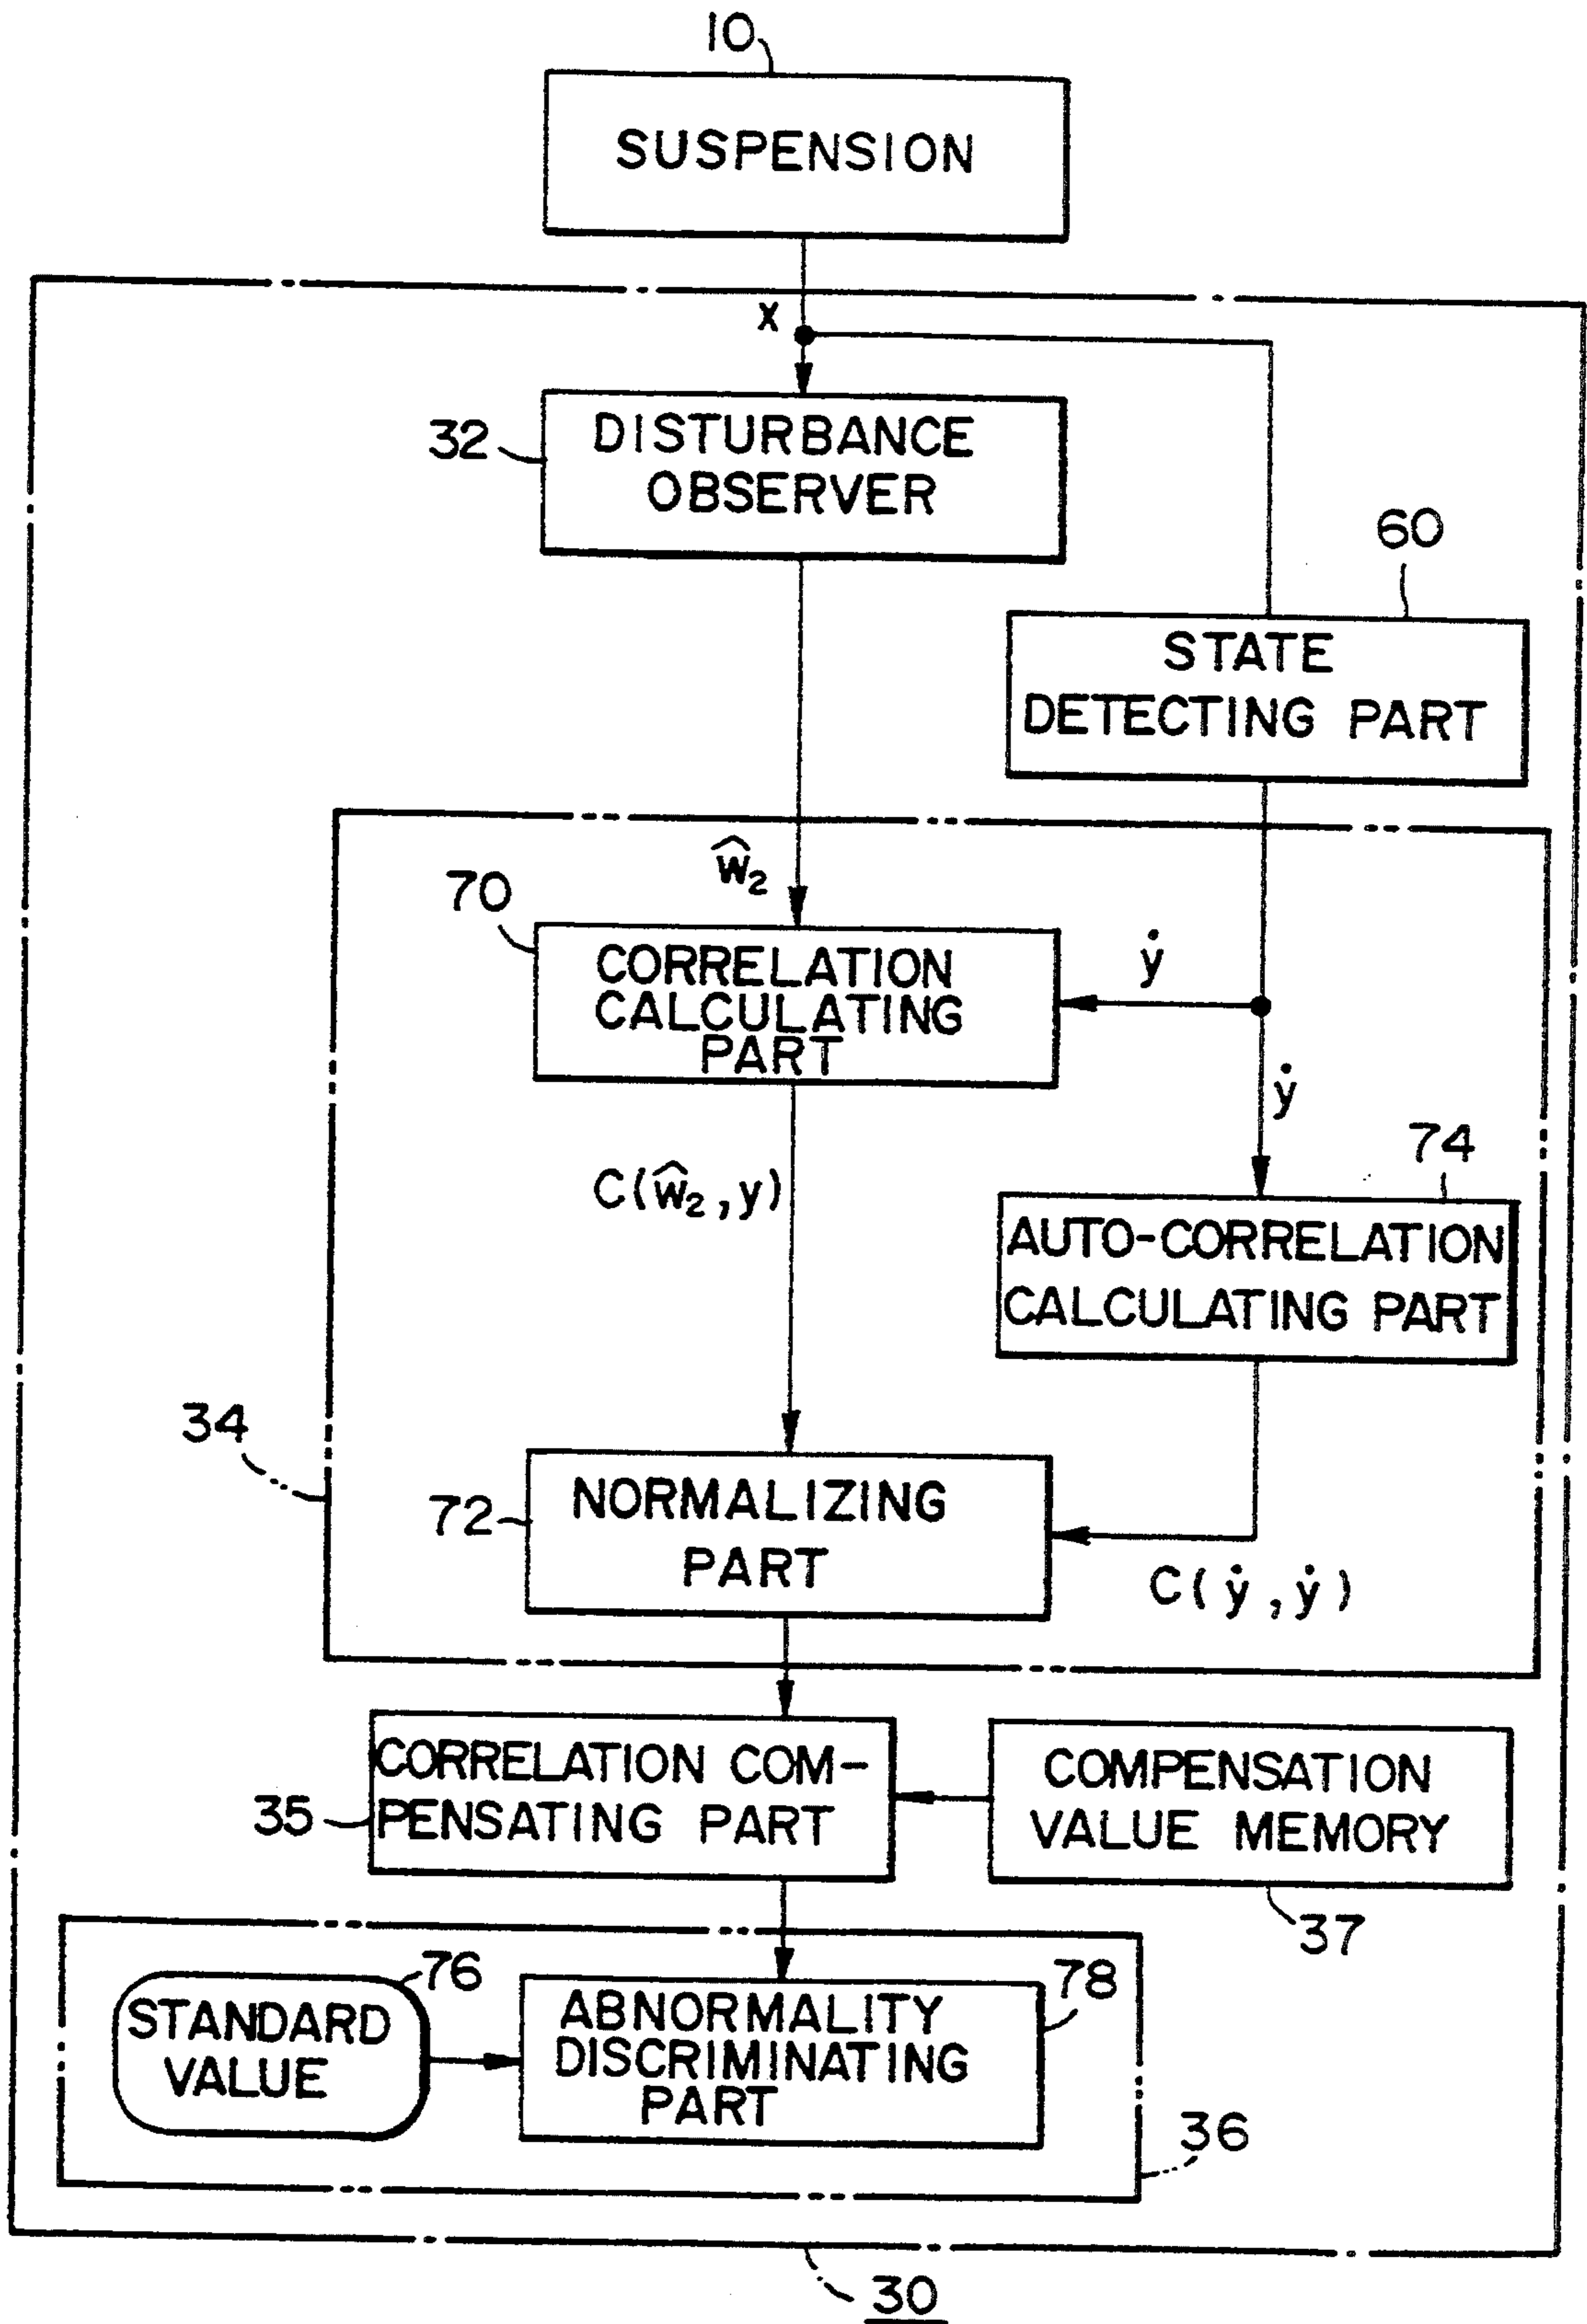 10
SUSPENSION
x
32
DISTURBANCE
OBSERVER
60
STATE
DETECTING PART
ŵ₂
70
CORRELATION
CALCULATING
PART
ẏ
ẏ
C(ŵ₂,y)
74
AUTO-CORRELATION
CALCULATING PART
34
72
NORMALIZING
PART
C(ẏ,ẏ)
35
CORRELATION COM-
PENSATING PART
COMPENSATION
VALUE MEMORY
37
76
STANDARD
VALUE
78
ABNORMALITY
DISCRIMINATING
PART
36
30